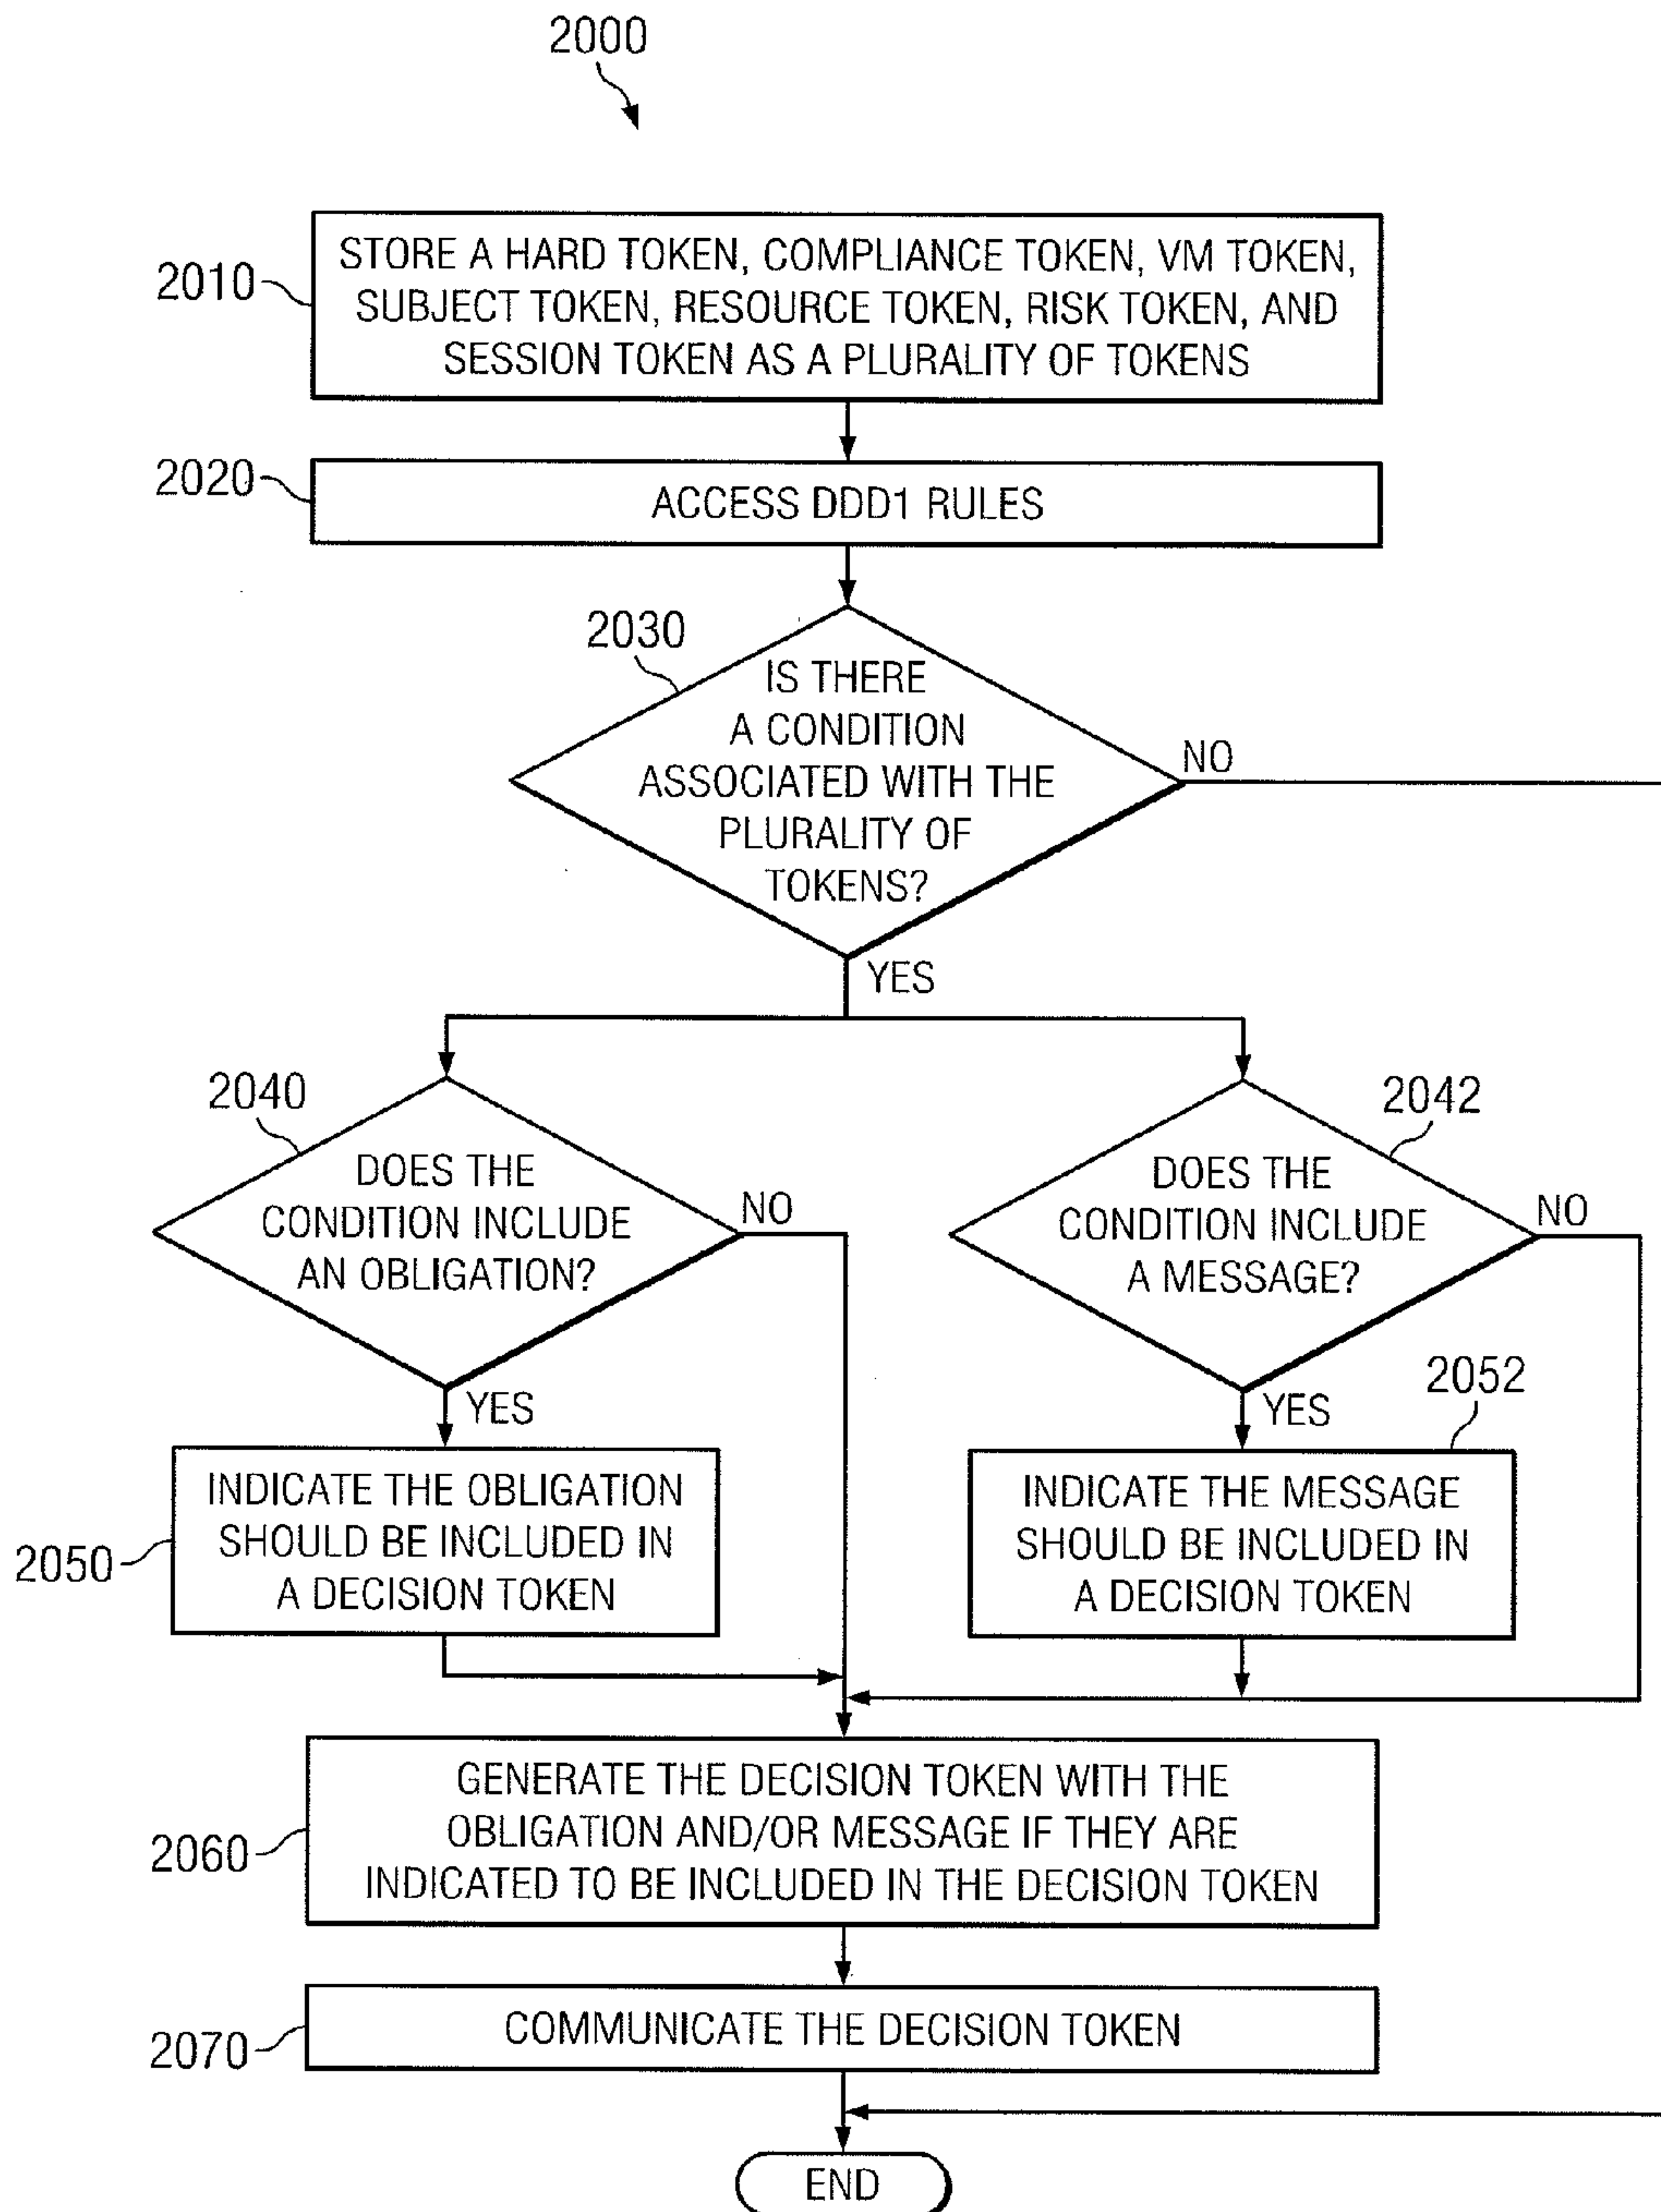 2000
2010
STORE A HARD TOKEN, COMPLIANCE TOKEN, VM TOKEN,
SUBJECT TOKEN, RESOURCE TOKEN, RISK TOKEN, AND
SESSION TOKEN AS A PLURALITY OF TOKENS
2020
ACCESS DDD1 RULES
2030
IS THERE
A CONDITION
ASSOCIATED WITH THE
PLURALITY OF
TOKENS?
NO
YES
2040
DOES THE
CONDITION INCLUDE
AN OBLIGATION?
NO
YES
2042
DOES THE
CONDITION INCLUDE
A MESSAGE?
NO
YES
2050
INDICATE THE OBLIGATION
SHOULD BE INCLUDED IN
A DECISION TOKEN
2052
INDICATE THE MESSAGE
SHOULD BE INCLUDED IN
A DECISION TOKEN
2060
GENERATE THE DECISION TOKEN WITH THE
OBLIGATION AND/OR MESSAGE IF THEY ARE
INDICATED TO BE INCLUDED IN THE DECISION TOKEN
2070
COMMUNICATE THE DECISION TOKEN
END